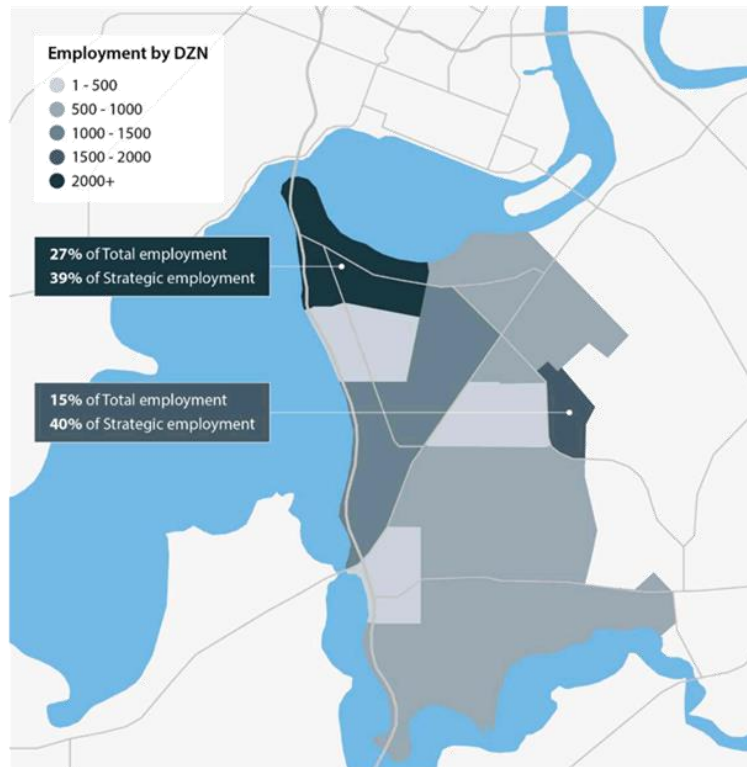 Employment by DZN
1 - 500
500 - 1000
1000 - 1500
1500 - 2000
2000+
27% of Total employment
39% of Strategic employment
15% of Total employment
40% of Strategic employment